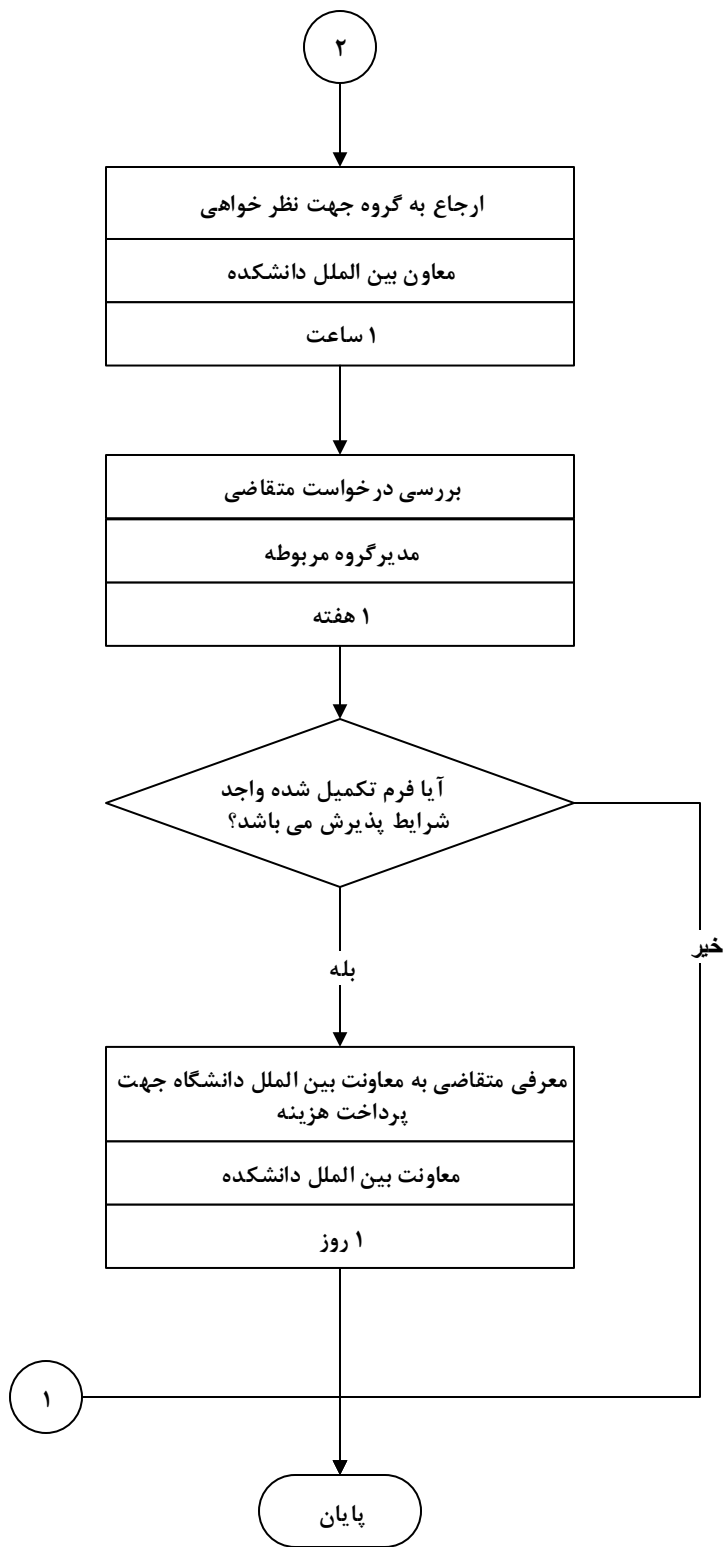 ۲
ارجاع به گروه جهت نظر خواهی
معاون بین الملل دانشکده
۱ ساعت
بررسی درخواست متقاضی
مدیرگروه مربوطه
۱ هفته
آیا فرم تکمیل شده واجد
شرایط پذیرش می باشد؟
خیر
بله
معرفی متقاضی به معاونت بین الملل دانشگاه جهت
پرداخت هزینه
معاونت بین الملل دانشکده
۱ روز
۱
پایان